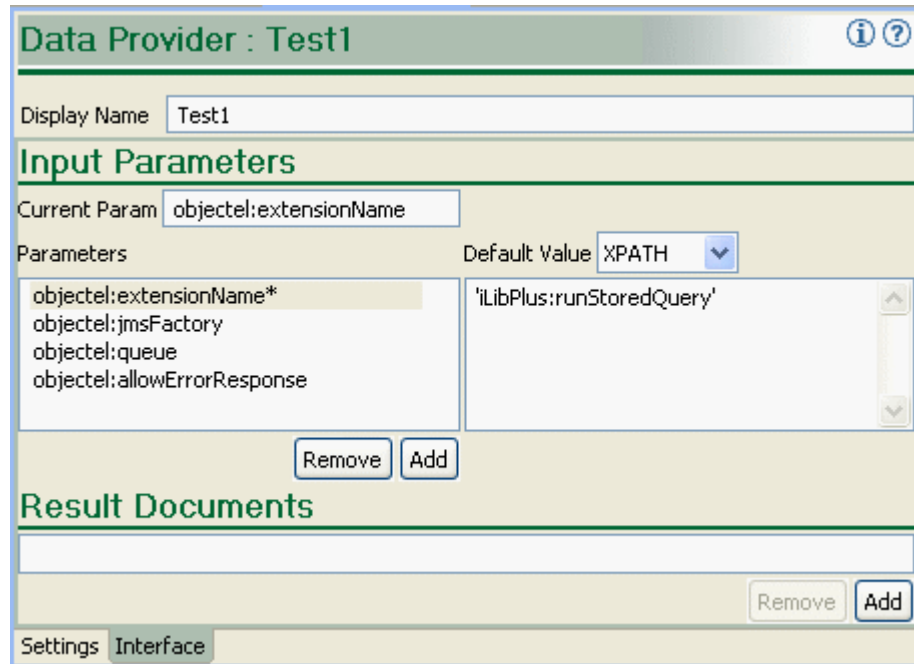 Data Provider : Test1
Display Name Test1
Input Parameters
Current Param objectel:extensionName
Parameters Default Value XPATH
objectel:extensionName* 'iLibPlus:runStoredQuery'
objectel:jmsFactory
objectel:queue
objectel:allowErrorResponse
Remove Add
Result Documents
Remove Add
Settings Interface